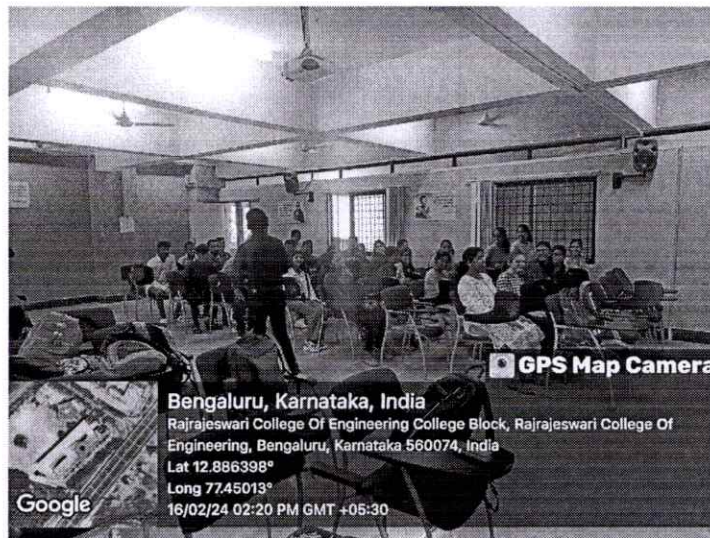 GPS Map Camera
Bengaluru, Karnataka, India
Rajrajeswari College Of Engineering College Block, Rajrajeswari College Of
Engineering, Bengaluru, Karnataka 560074, India
Lat 12.886398°
Long 77.45013°
16/02/24 02:20 PM GMT +05:30
Google